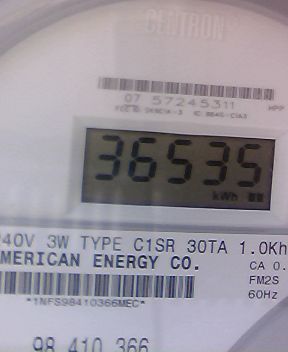 CENTRON
07 57245311
36535
kWh
240V 3W TYPE C1SR 30TA 1.0Kh
AMERICAN ENERGY CO.
CA 0.
FM2S
60Hz
*1NFS98410366MEC*
98 410 366